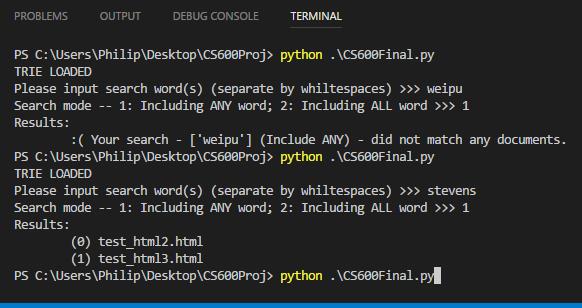 PROBLEMS OUTPUT DEBUG CONSOLE TERMINAL
PS C:\Users\Philip\Desktop\CS600Proj> python .\CS600Final.py
TRIE LOADED
Please input search word(s) (separate by whiltespaces) >>> weipu
Search mode -- 1: Including ANY word; 2: Including ALL word >>> 1
Results:
:( Your search - ['weipu'] (Include ANY) - did not match any documents.
PS C:\Users\Philip\Desktop\CS600Proj> python .\CS600Final.py
TRIE LOADED
Please input search word(s) (separate by whiltespaces) >>> stevens
Search mode -- 1: Including ANY word; 2: Including ALL word >>> 1
Results:
(0) test_html2.html
(1) test_html3.html
PS C:\Users\Philip\Desktop\CS600Proj> python .\CS600Final.py